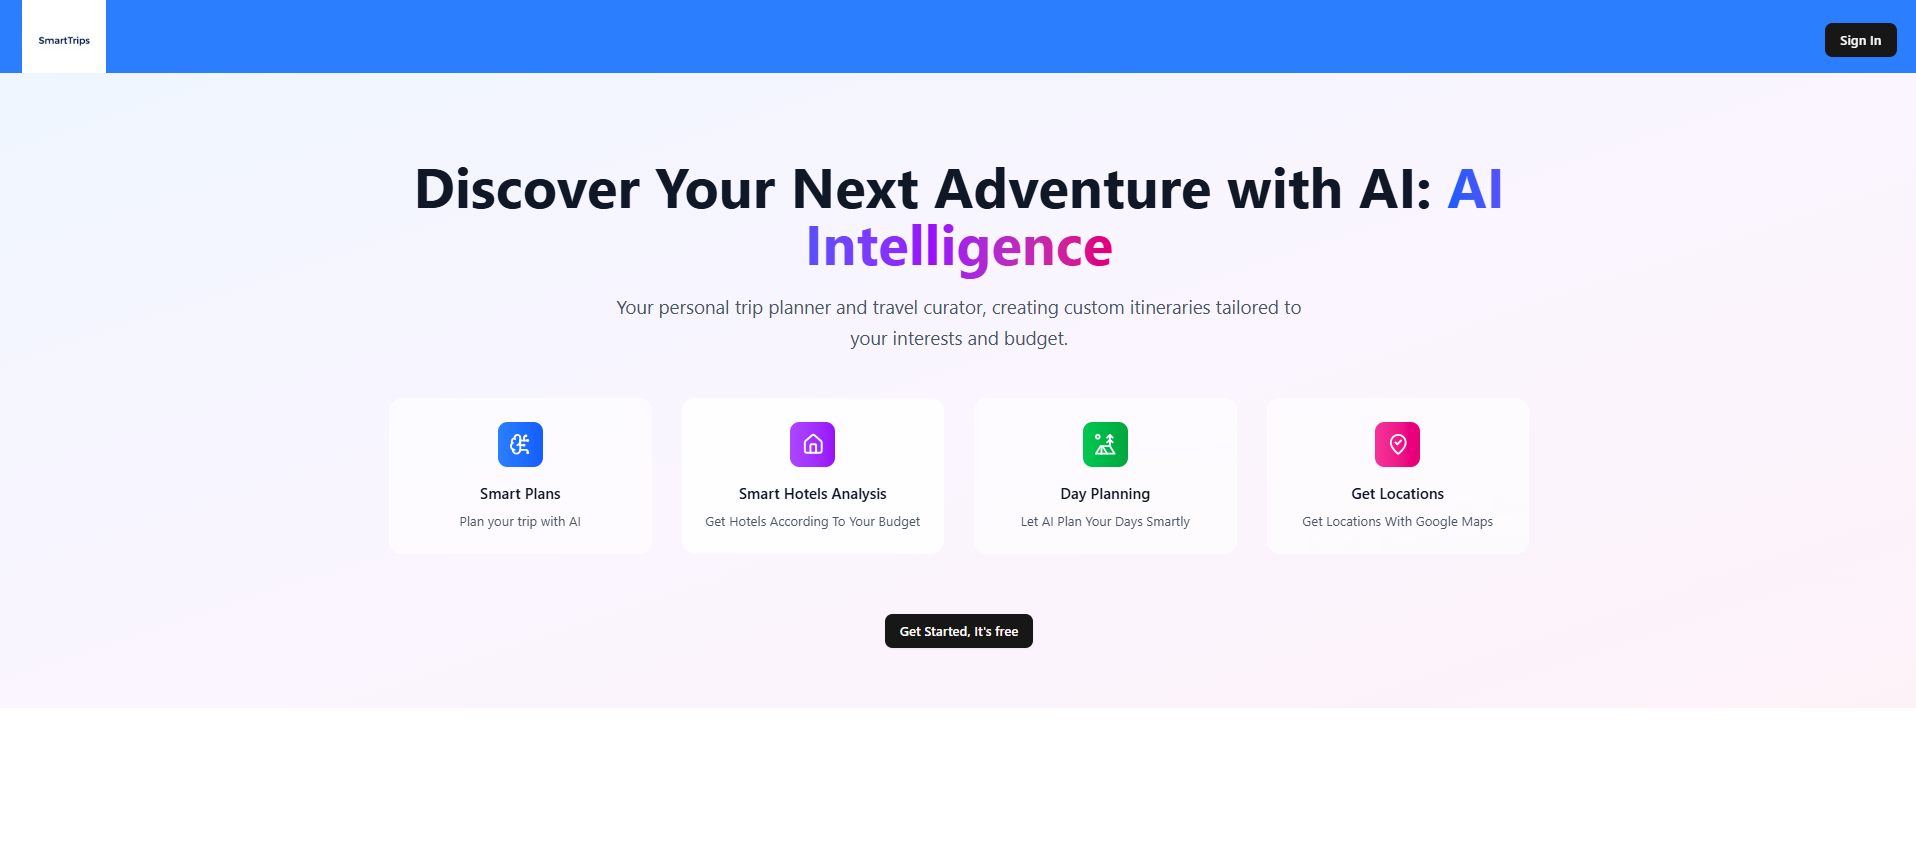 SmartTrips
Sign In
Discover Your Next Adventure with AI: AI
Intelligence
Your personal trip planner and travel curator, creating custom itineraries tailored to
your interests and budget.
Smart Plans
Plan your trip with AI
Smart Hotels Analysis
Get Hotels According To Your Budget
Day Planning
Let AI Plan Your Days Smartly
Get Locations
Get Locations With Google Maps
Get Started, It's free